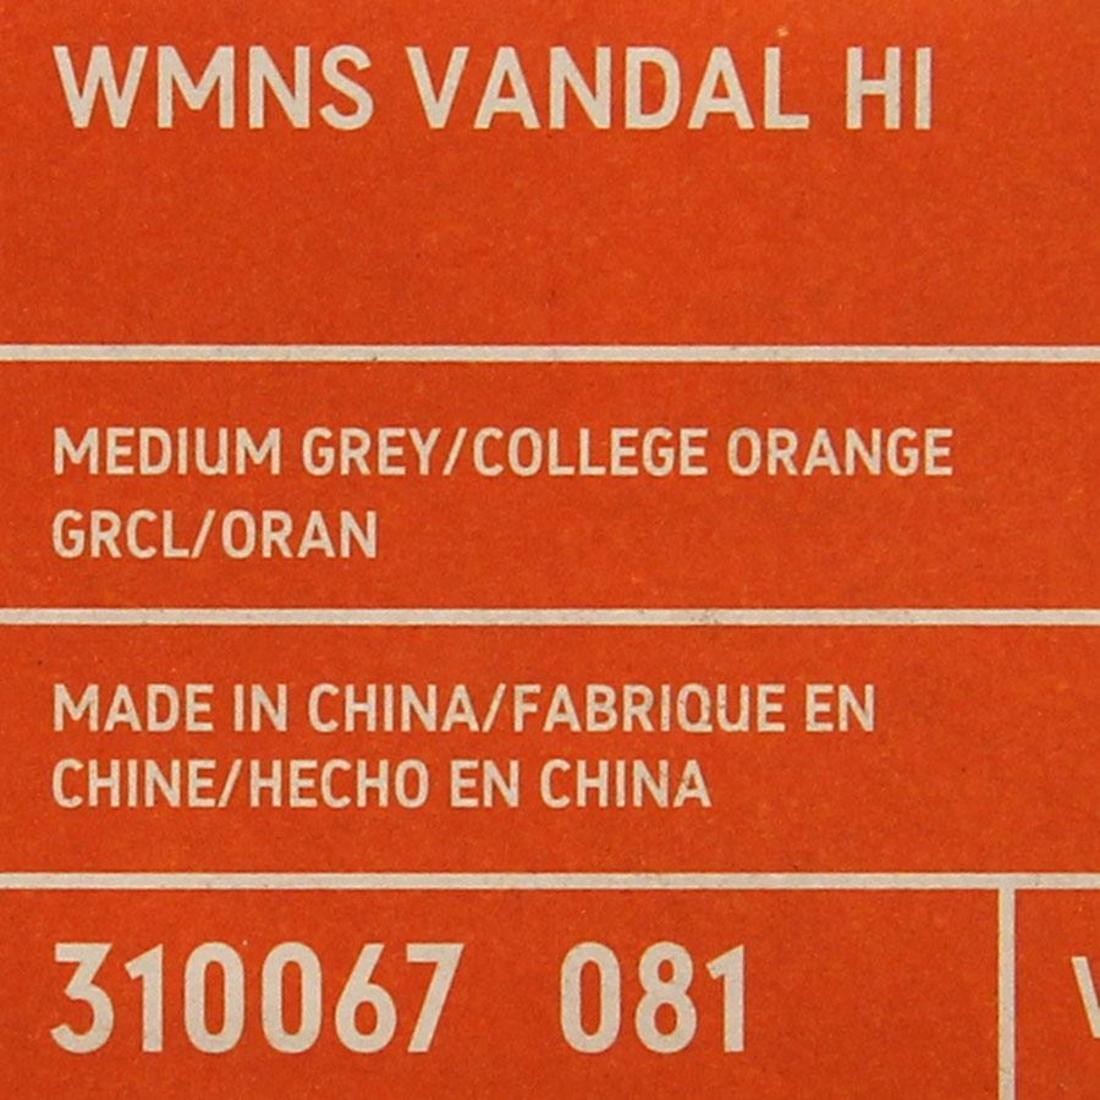 WMNS VANDAL HI
MEDIUM GREY/COLLEGE ORANGE
GRCL/ORAN
MADE IN CHINA/FABRIQUE EN
CHINE/HECHO EN CHINA
310067 081